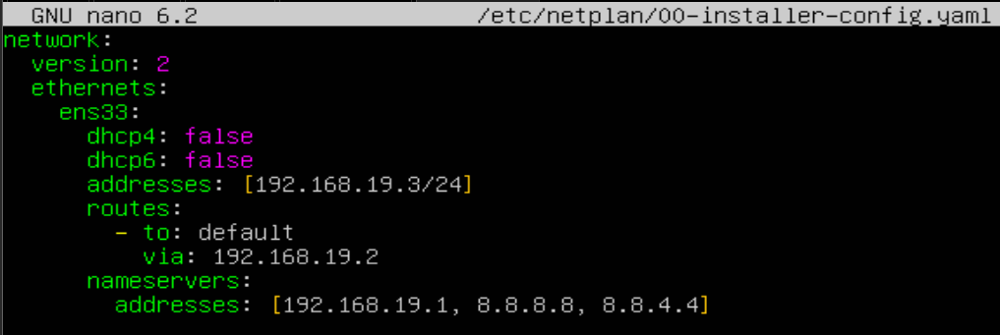 GNU nano 6.2 /etc/netplan/00-installer-config.yaml
network:
  version: 2
  ethernets:
    ens33:
      dhcp4: false
      dhcp6: false
      addresses: [192.168.19.3/24]
      routes:
        - to: default
          via: 192.168.19.2
      nameservers:
        addresses: [192.168.19.1, 8.8.8.8, 8.8.4.4]